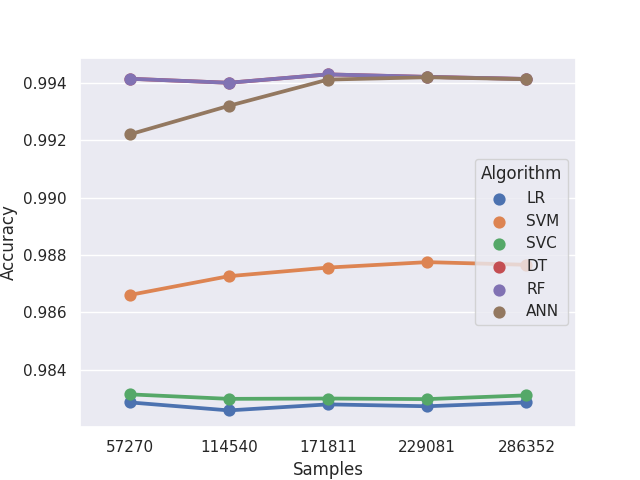 0.994
0.992
0.990
0.988
0.986
0.984
Accuracy
Algorithm
LR
SVM
SVC
DT
RF
ANN
57270 114540 171811 229081 286352
Samples